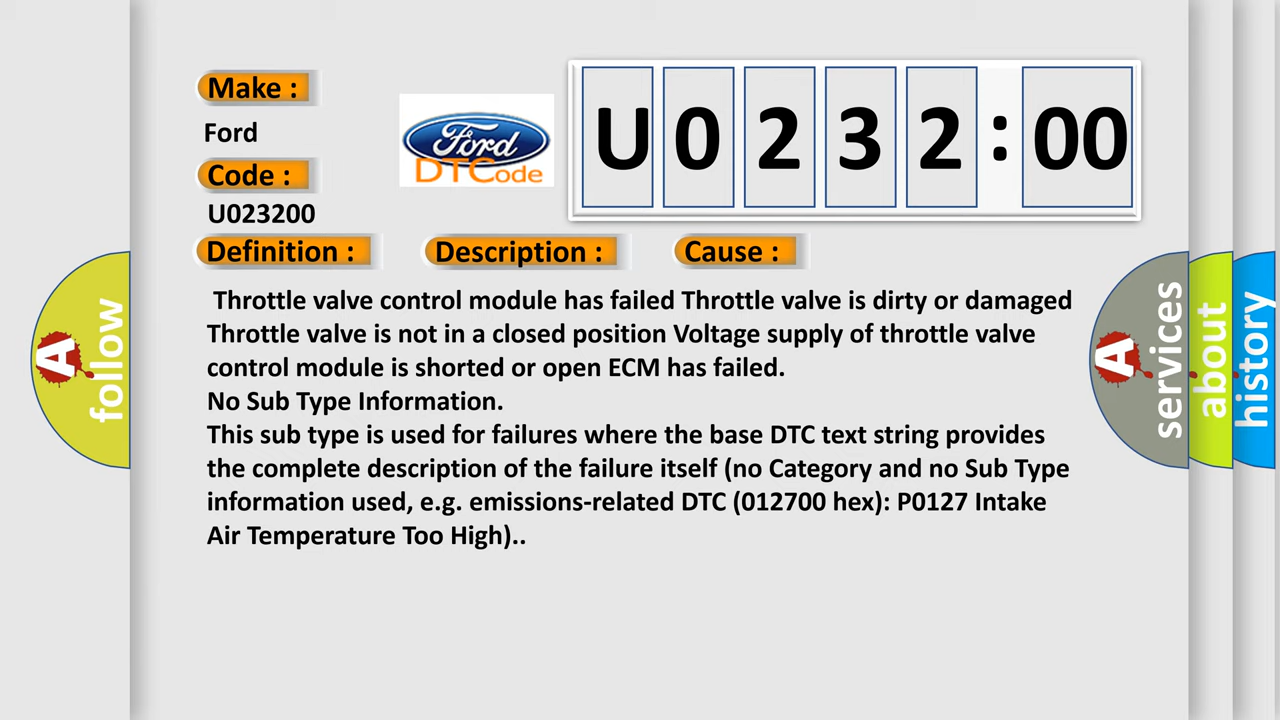 Make :
Ford
Code :
U023200
Ford
DTCode
U0232:00
Definition :
Description :
Cause :
Throttle valve control module has failed Throttle valve is dirty or damaged
Throttle valve is not in a closed position Voltage supply of throttle valve
control module is shorted or open ECM has failed.
No Sub Type Information.
This sub type is used for failures where the base DTC text string provides
the complete description of the failure itself (no Category and no Sub Type
information used, e.g. emissions-related DTC (012700 hex): P0127 Intake
Air Temperature Too High)..
A
follow
A
services
about
history